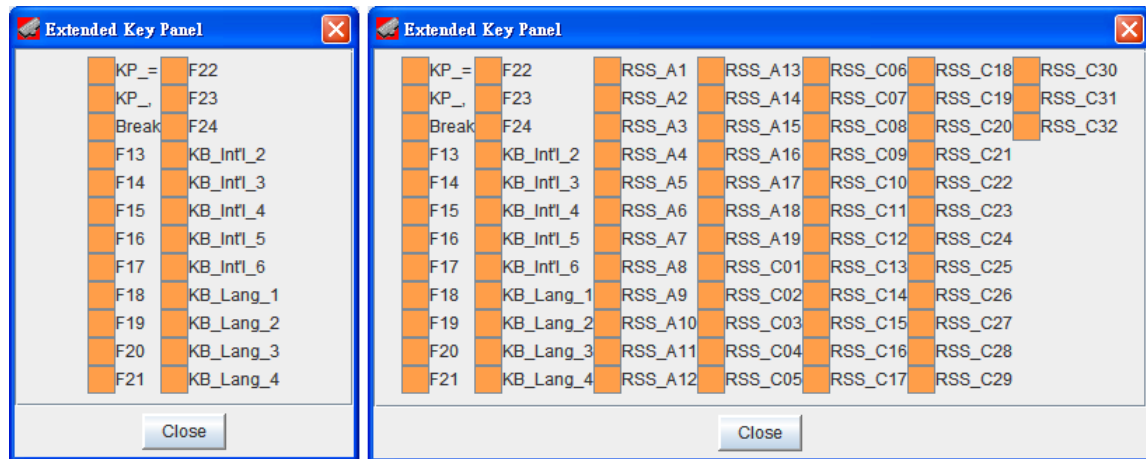 Extended Key Panel
KP_= F22
KP_, F23
Break F24
F13 KB_Int'l_2
F14 KB_Int'l_3
F15 KB_Int'l_4
F16 KB_Int'l_5
F17 KB_Int'l_6
F18 KB_Lang_1
F19 KB_Lang_2
F20 KB_Lang_3
F21 KB_Lang_4
Close
Extended Key Panel
KP_= F22 RSS_A1 RSS_A13 RSS_C06 RSS_C18 RSS_C30
KP_, F23 RSS_A2 RSS_A14 RSS_C07 RSS_C19 RSS_C31
Break F24 RSS_A3 RSS_A15 RSS_C08 RSS_C20 RSS_C32
F13 KB_Int'l_2 RSS_A4 RSS_A16 RSS_C09 RSS_C21
F14 KB_Int'l_3 RSS_A5 RSS_A17 RSS_C10 RSS_C22
F15 KB_Int'l_4 RSS_A6 RSS_A18 RSS_C11 RSS_C23
F16 KB_Int'l_5 RSS_A7 RSS_A19 RSS_C12 RSS_C24
F17 KB_Int'l_6 RSS_A8 RSS_C01 RSS_C13 RSS_C25
F18 KB_Lang_1 RSS_A9 RSS_C02 RSS_C14 RSS_C26
F19 KB_Lang_2 RSS_A10 RSS_C03 RSS_C15 RSS_C27
F20 KB_Lang_3 RSS_A11 RSS_C04 RSS_C16 RSS_C28
F21 KB_Lang_4 RSS_A12 RSS_C05 RSS_C17 RSS_C29
Close